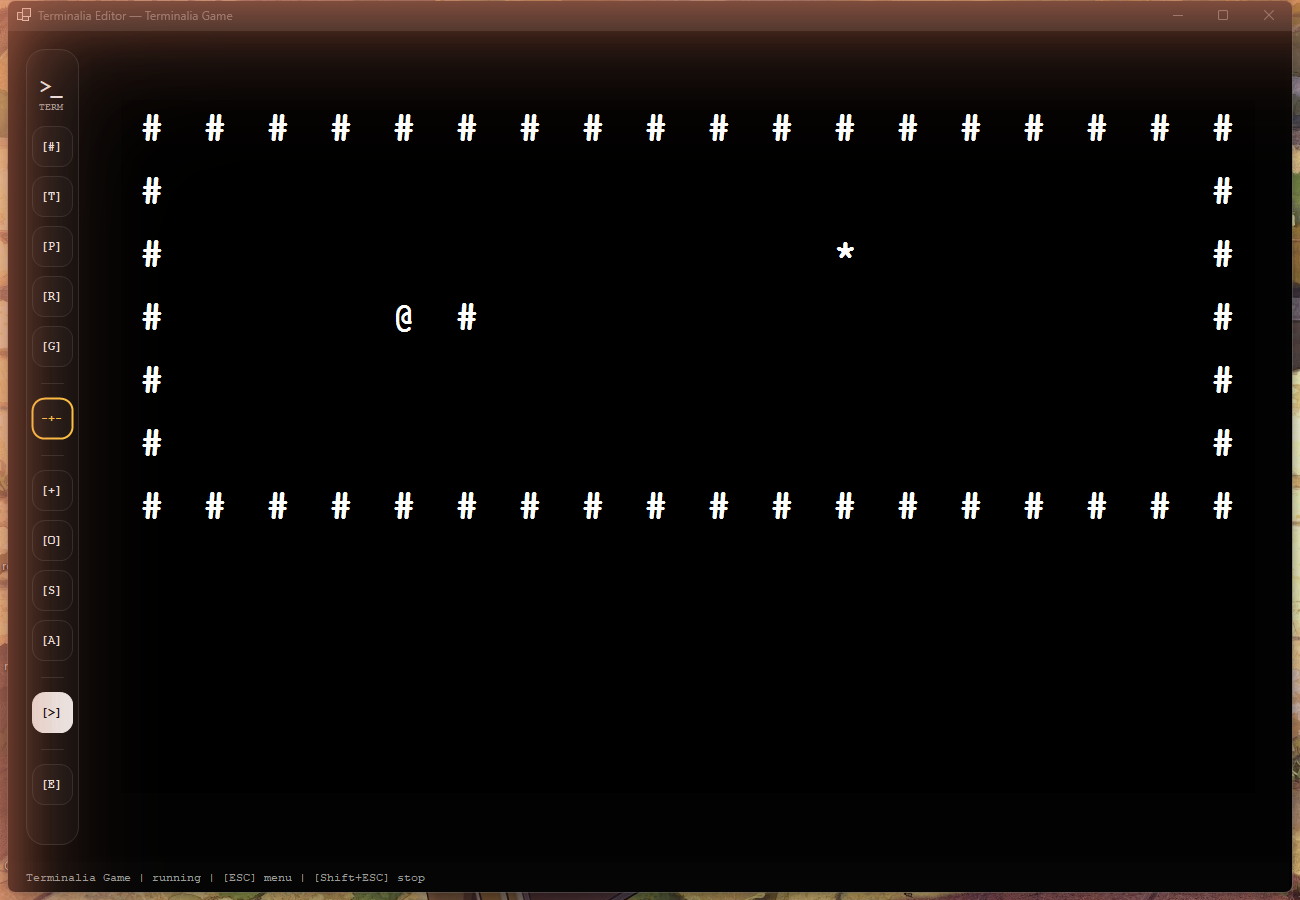 Terminalia Editor — Terminalia Game
>_
TERM
[#]
[T]
[P]
[R]
[G]
-+-
[+]
[O]
[S]
[A]
[>]
[E]
# # # # # # # # # # # # # # # # # #
# #
# * #
# @ # #
# #
# #
# # # # # # # # # # # # # # # # # #
Terminalia Game | running | [ESC] menu | [Shift+ESC] stop